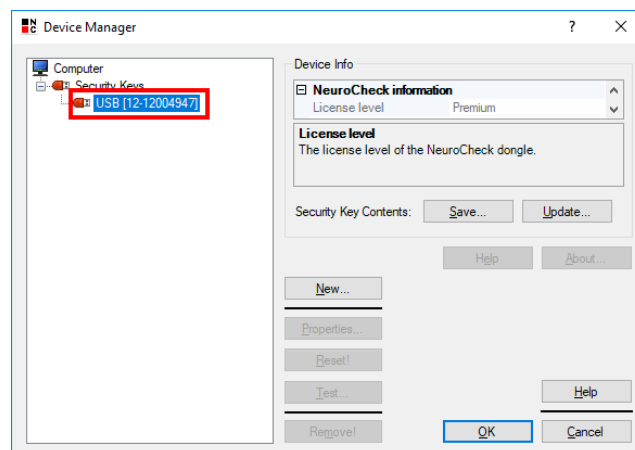 NC Device Manager
Computer
Security Keys
USB [12-12004947]
Device Info
NeuroCheck information
License level Premium
License level
The license level of the NeuroCheck dongle.
Security Key Contents: Save... Update...
Help About...
New...
Properties...
Reset!
Test...
Help
Remove! OK Cancel